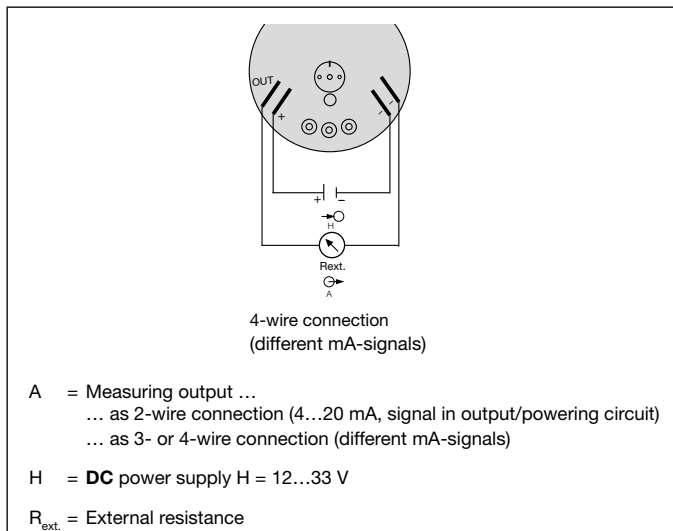 OUT
+
-
-
+
–
H
Rext.
A
4-wire connection
(different mA-signals)
A = Measuring output …
… as 2-wire connection (4…20 mA, signal in output/powering circuit)
… as 3- or 4-wire connection (different mA-signals)
H = DC power supply H = 12…33 V
Rext. = External resistance